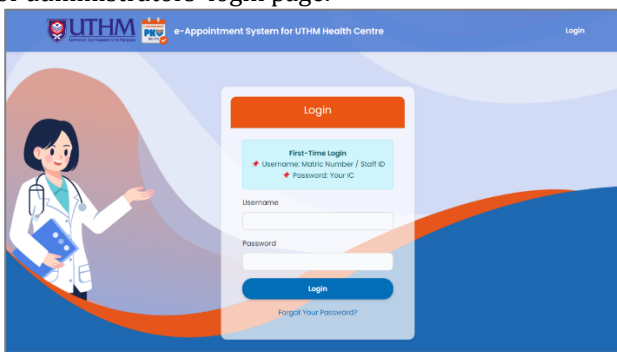 or administrators' login page.
UTHM
PKU
e-Appointment System for UTHM Health Centre
Login
Login
First-Time Login
Username: Matric Number / Staff ID
Password: Your IC
Username
Password
Login
Forgot Your Password?